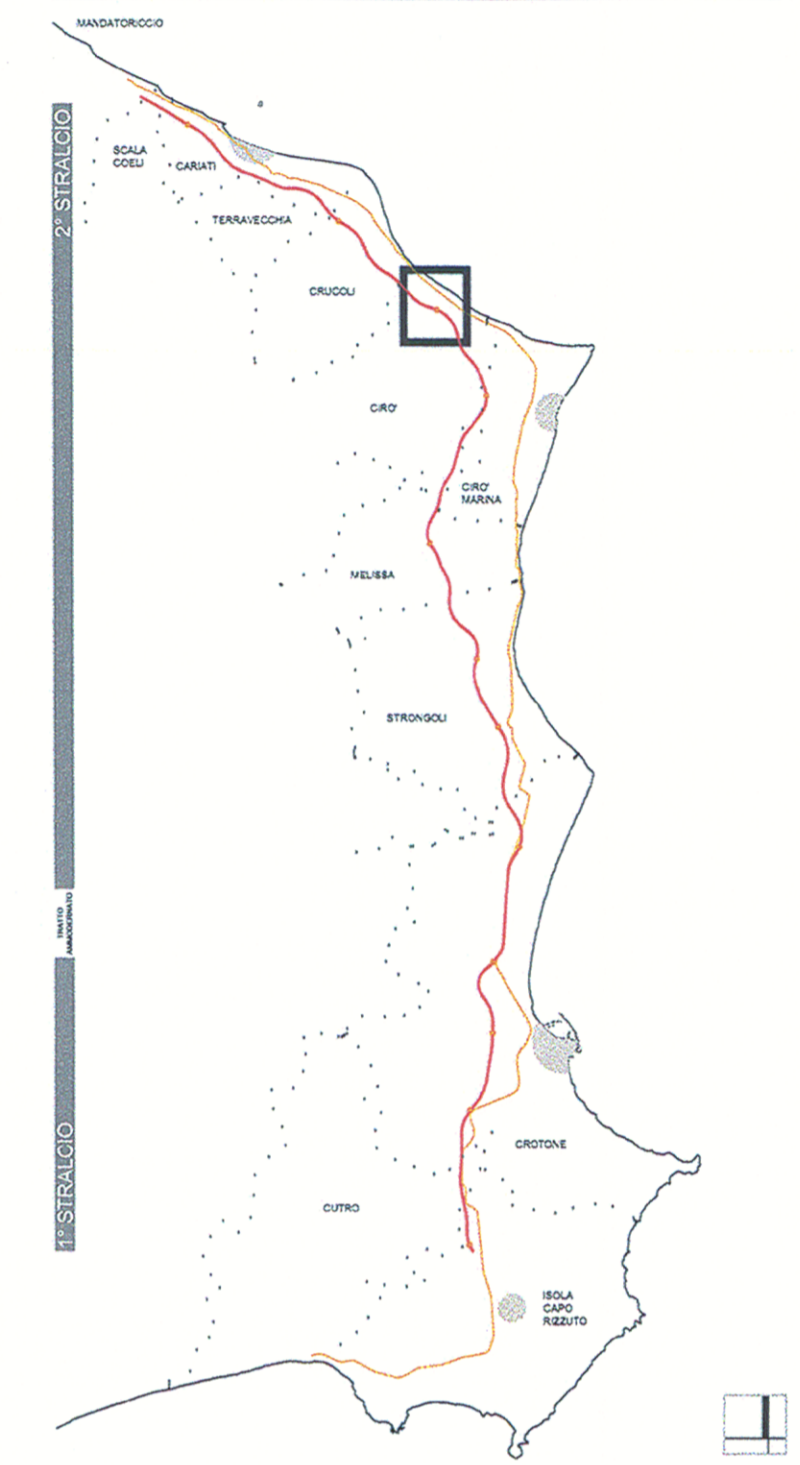 MANDATORICCIO
2° STRALCIO
SCALA
COELI
CARIATI
TERRAVECCHIA
CRUCOLI
CIRO'
CIRO'
MARINA
MELISSA
STRONGOLI
TRATTO
AMMODERNATO
1° STRALCIO
CROTONE
CUTRO
ISOLA
CAPO
RIZZUTO